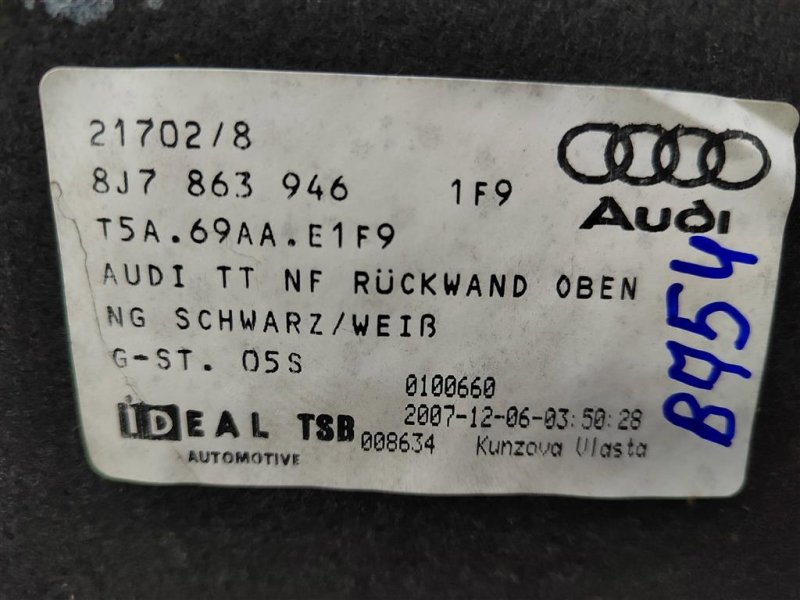 21702/8
8J7 863 946 1F9
Audi
T5A.69AA.E1F9
AUDI TT NF RÜCKWAND OBEN
NG SCHWARZ/WEIß
G-ST. 05S
0100660
IDEAL TSB 2007-12-06-03:50:28
AUTOMOTIVE 008634 Kunzova Vlasta
B954